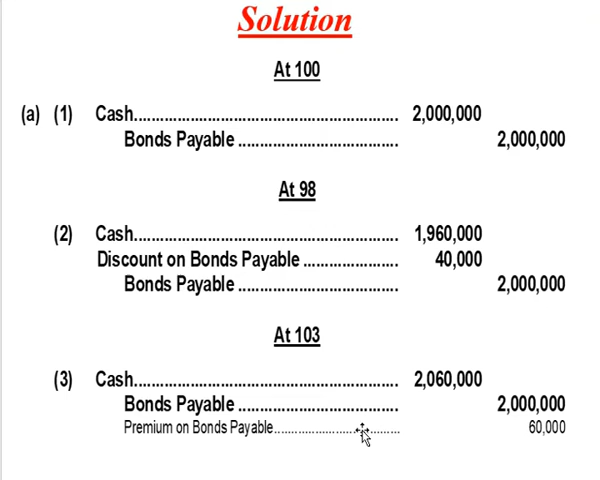 Solution
At 100
(a) (1) Cash.............................................................. 2,000,000
Bonds Payable ..................................... 2,000,000
At 98
(2) Cash.............................................................. 1,960,000
Discount on Bonds Payable ...................... 40,000
Bonds Payable ..................................... 2,000,000
At 103
(3) Cash.............................................................. 2,060,000
Bonds Payable ..................................... 2,000,000
Premium on Bonds Payable................................ 60,000